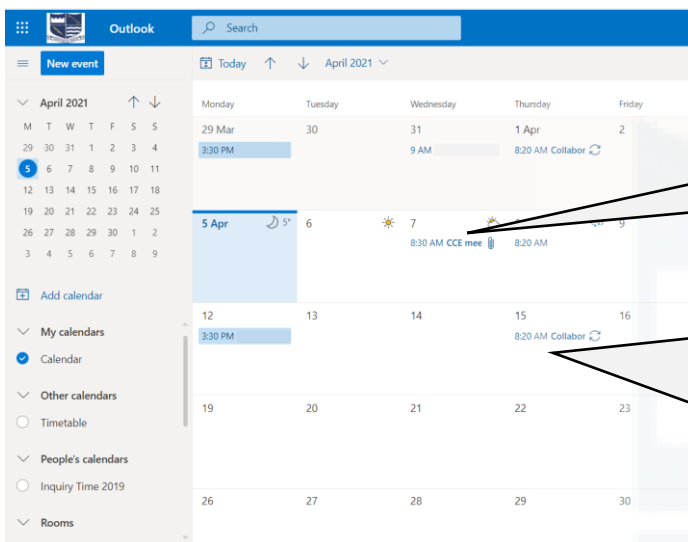 Outlook
Search
New event
Today
April 2021
April 2021
M T W T F S S
29 30 31 1 2 3 4
5 6 7 8 9 10 11
12 13 14 15 16 17 18
19 20 21 22 23 24 25
26 27 28 29 30 1 2
3 4 5 6 7 8 9
Add calendar
My calendars
Calendar
Other calendars
Timetable
People's calendars
Inquiry Time 2019
Rooms
Monday Tuesday Wednesday Thursday Friday
29 Mar 30 31 1 Apr 2
3:30 PM 9 AM 8:20 AM Collabor
5 Apr 5° 6 7 9
8:30 AM CCE mee 8:20 AM
12 13 14 15 16
3:30 PM 8:20 AM Collabor
19 20 21 22 23
26 27 28 29 30